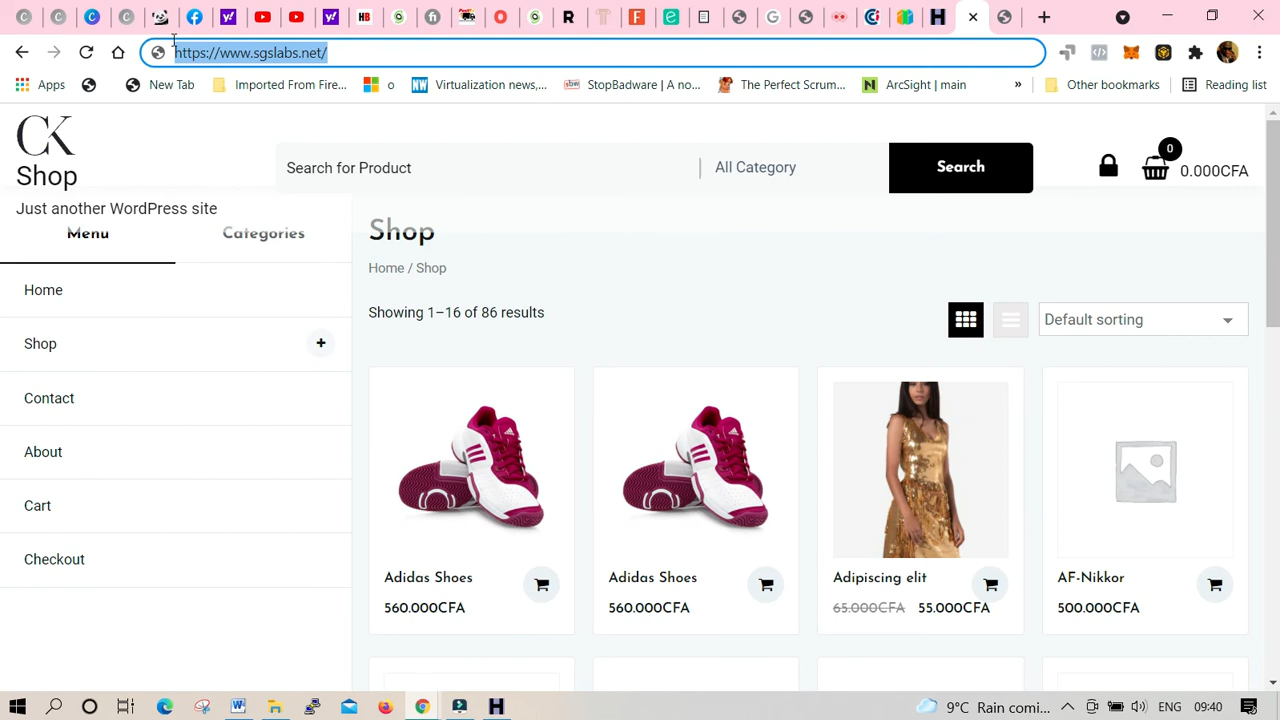 https://www.sgslabs.net/
Apps
New Tab
Imported From Fire...
o
NW Virtualization news,...
sbw StopBadware | A no...
The Perfect Scrum...
N ArcSight | main
»
Other bookmarks
Reading list
CK
Shop
Just another WordPress site
Search for Product
All Category
Search
0
0.000CFA
Menu
Categories
Home
Shop
+
Contact
About
Cart
Checkout
Shop
Home / Shop
Showing 1–16 of 86 results
Default sorting
Adidas Shoes
560.000CFA
Adidas Shoes
560.000CFA
Adipiscing elit
65.000CFA 55.000CFA
AF-Nikkor
500.000CFA
9°C Rain comi...
ENG
09:40